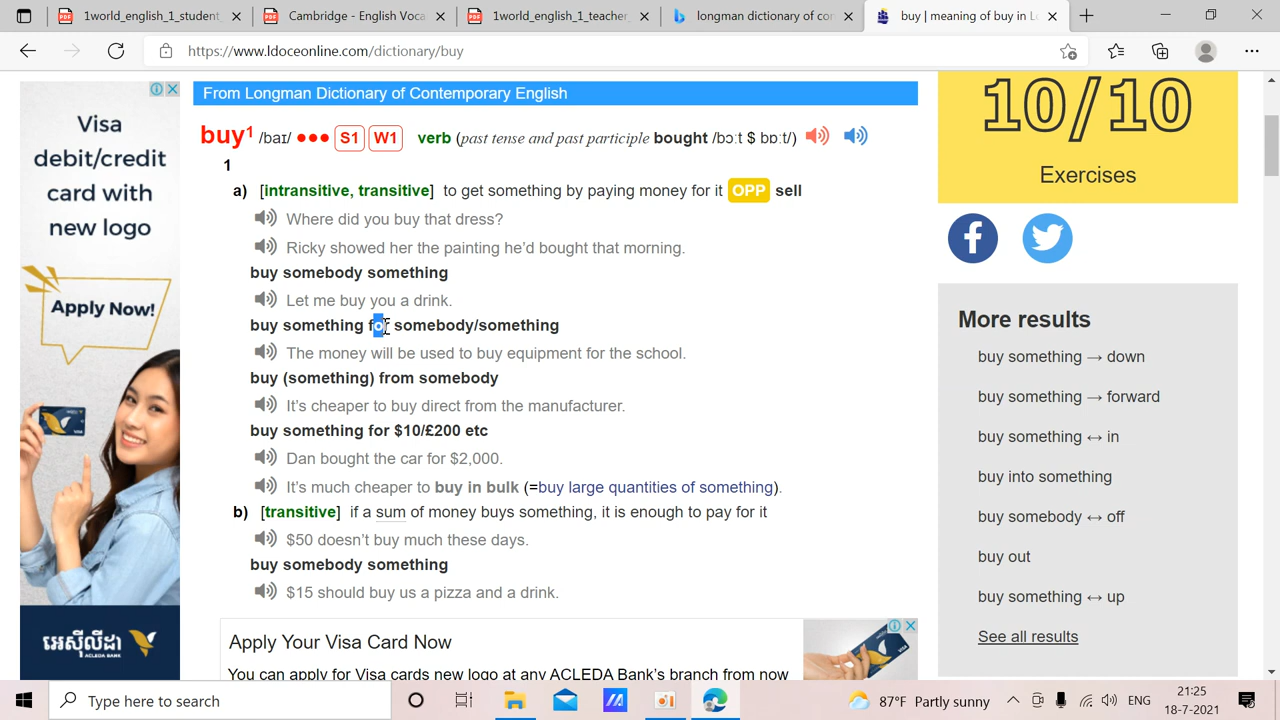 1world_english_1_student_
Cambridge - English Voca
1world_english_1_teacher_
longman dictionary of con
buy | meaning of buy in Lo
https://www.ldoceonline.com/dictionary/buy
Visa
debit/credit
card with
new logo
Apply Now!
អេស៊ីលីដា
ACLEDA BANK
From Longman Dictionary of Contemporary English
buy1 /baɪ/ ●●● S1 W1 verb (past tense and past participle bought /bɔːt $ bɒːt/)
1
a) [intransitive, transitive] to get something by paying money for it OPP sell
Where did you buy that dress?
Ricky showed her the painting he’d bought that morning.
buy somebody something
Let me buy you a drink.
buy something for somebody/something
The money will be used to buy equipment for the school.
buy (something) from somebody
It’s cheaper to buy direct from the manufacturer.
buy something for $10/£200 etc
Dan bought the car for $2,000.
It's much cheaper to buy in bulk (=buy large quantities of something).
b) [transitive] if a sum of money buys something, it is enough to pay for it
$50 doesn’t buy much these days.
buy somebody something
$15 should buy us a pizza and a drink.
Apply Your Visa Card Now
You can apply for Visa cards new logo at any ACLEDA Bank's branch from now
10/10
Exercises
More results
buy something → down
buy something → forward
buy something ↔ in
buy into something
buy somebody ↔ off
buy out
buy something ↔ up
See all results
Type here to search
87°F Partly sunny
ENG
21:25
18-7-2021